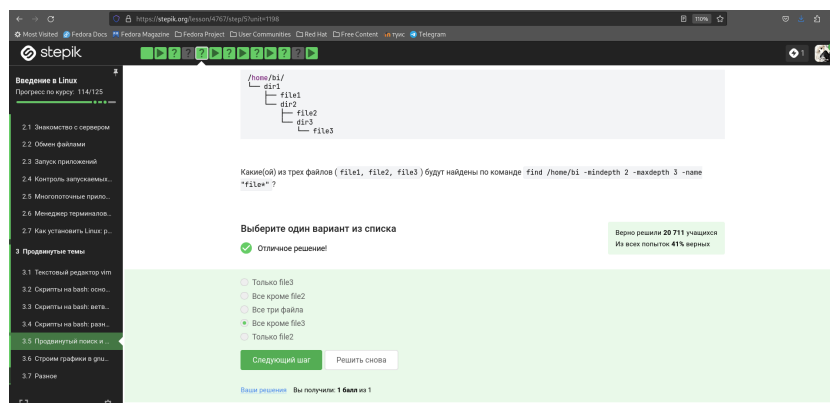 https://stepik.org/lesson/4767/step/5?unit=1198
110%
Most Visited Fedora Docs Fedora Magazine Fedora Project User Communities Red Hat Free Content туис Telegram
stepik
1
Введение в Linux
Прогресс по курсу: 114/125
2.1 Знакомство с сервером
2.2 Обмен файлами
2.3 Запуск приложений
2.4 Контроль запускаемых...
2.5 Многопоточные прило...
2.6 Менеджер терминалов...
2.7 Как установить Linux: р...
3 Продвинутые темы
3.1 Текстовый редактор vim
3.2 Скрипты на bash: осно...
3.3 Скрипты на bash: ветв...
3.4 Скрипты на bash: разн...
3.5 Продвинутый поиск и ...
3.6 Строим графики в gnu...
3.7 Разное
/home/bi/
└── dir1
├── file1
└── dir2
├── file2
└── dir3
└── file3
Какие(ой) из трех файлов ( file1, file2, file3 ) будут найдены по команде find /home/bi -mindepth 2 -maxdepth 3 -name
"file*" ?
Выберите один вариант из списка
Отличное решение!
Верно решили 20 711 учащихся
Из всех попыток 41% верных
Только file3
Все кроме file2
Все три файла
Все кроме file3
Только file2
Следующий шаг Решить снова
Ваши решения Вы получили: 1 балл из 1